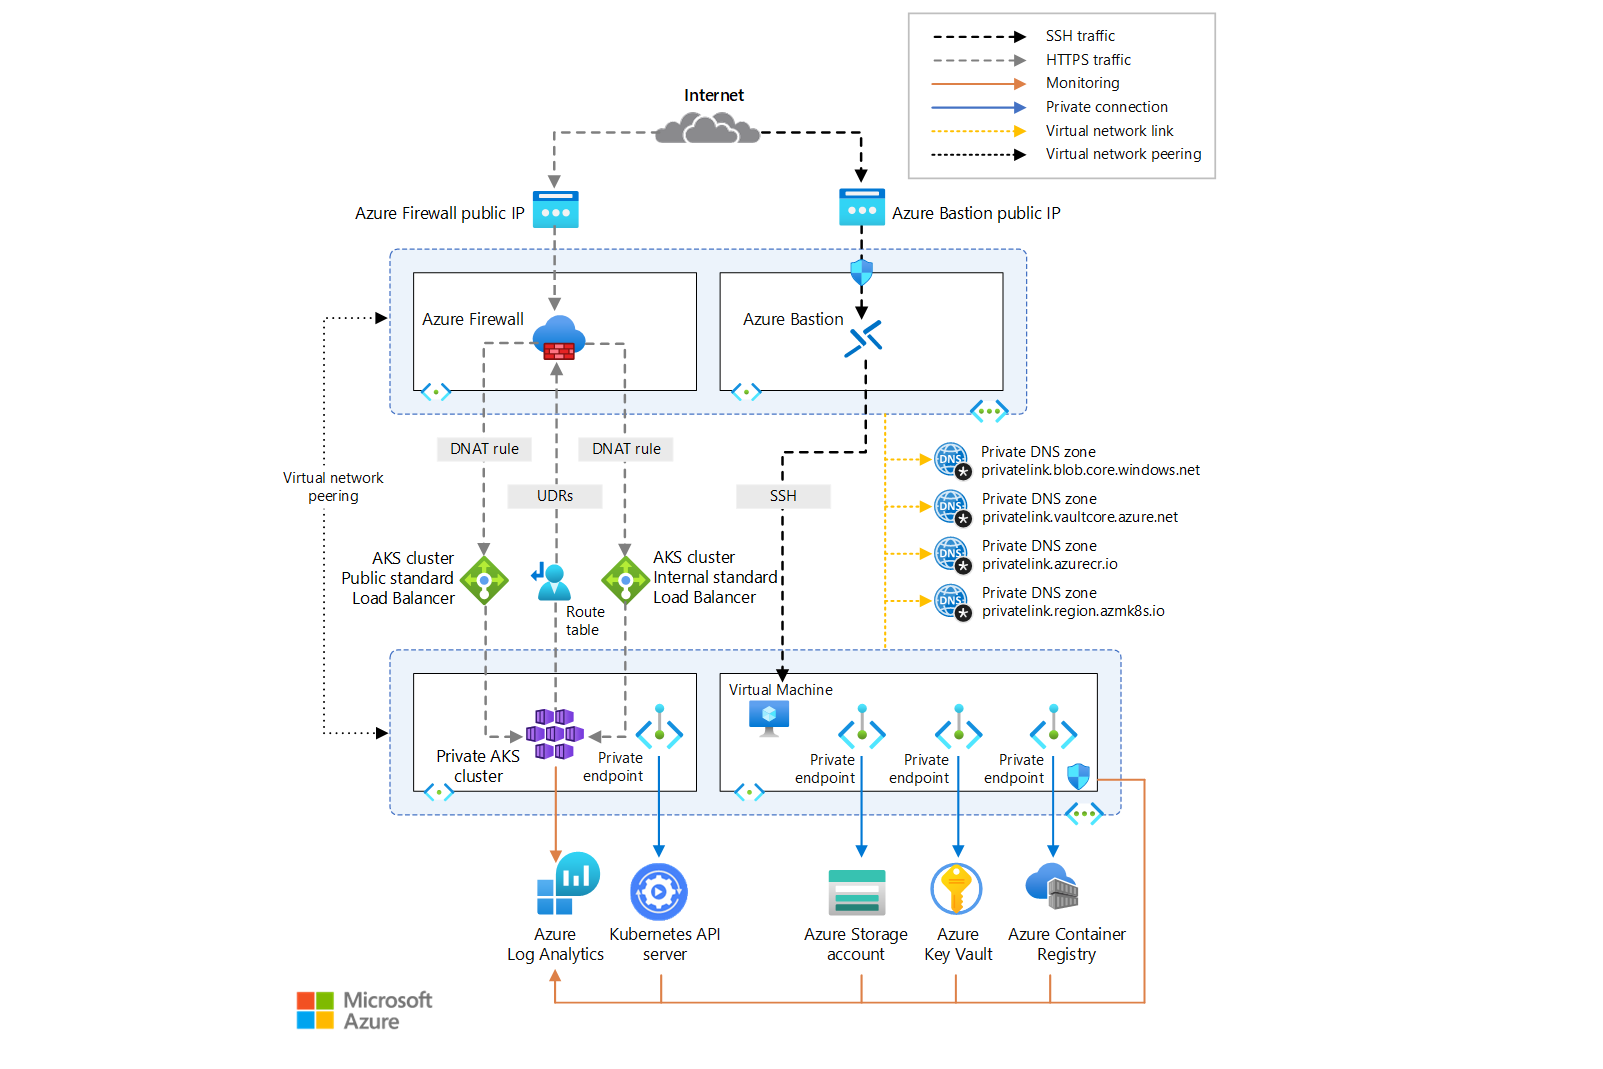 SSH traffic
HTTPS traffic
Monitoring
Private connection
Virtual network link
Virtual network peering
Internet
Azure Firewall public IP
Azure Bastion public IP
Azure Firewall
Azure Bastion
DNAT rule
DNAT rule
UDRs
SSH
Virtual network
peering
Private DNS zone
privatelink.blob.core.windows.net
Private DNS zone
privatelink.vaultcore.azure.net
Private DNS zone
privatelink.azurecr.io
Private DNS zone
privatelink.region.azmk8s.io
DNS
DNS
DNS
DNS
AKS cluster
Public standard
Load Balancer
Route
table
AKS cluster
Internal standard
Load Balancer
Virtual Machine
Private AKS
cluster
Private
endpoint
Private
endpoint
Private
endpoint
Private
endpoint
Azure
Log Analytics
Kubernetes API
server
Azure Storage
account
Azure
Key Vault
Azure Container
Registry
Microsoft
Azure